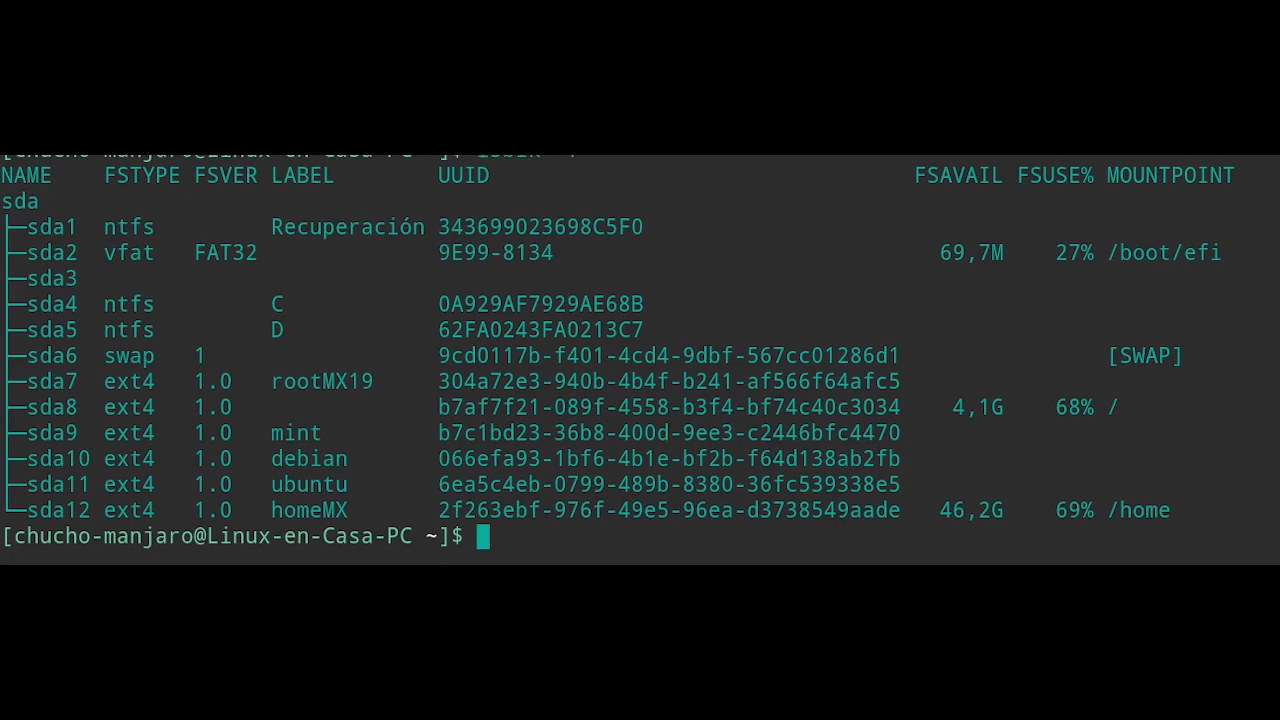 NAME FSTYPE FSVER LABEL UUID FSAVAIL FSUSE% MOUNTPOINT
sda
├─sda1 ntfs Recuperación 343699023698C5F0
├─sda2 vfat FAT32 9E99-8134 69,7M 27% /boot/efi
├─sda3
├─sda4 ntfs C 0A929AF7929AE68B
├─sda5 ntfs D 62FA0243FA0213C7
├─sda6 swap 1 9cd0117b-f401-4cd4-9dbf-567cc01286d1 [SWAP]
├─sda7 ext4 1.0 rootMX19 304a72e3-940b-4b4f-b241-af566f64afc5
├─sda8 ext4 1.0 b7af7f21-089f-4558-b3f4-bf74c40c3034 4,1G 68% /
├─sda9 ext4 1.0 mint b7c1bd23-36b8-400d-9ee3-c2446bfc4470
├─sda10 ext4 1.0 debian 066efa93-1bf6-4b1e-bf2b-f64d138ab2fb
├─sda11 ext4 1.0 ubuntu 6ea5c4eb-0799-489b-8380-36fc539338e5
└─sda12 ext4 1.0 homeMX 2f263ebf-976f-49e5-96ea-d3738549aade 46,2G 69% /home
[chucho-manjaro@Linux-en-Casa-PC ~]$